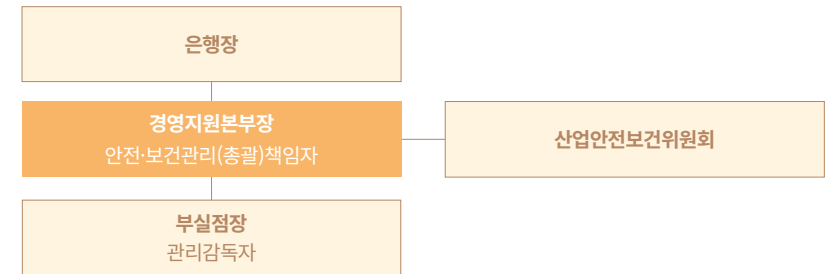 은행장
경영지원본부장
안전·보건관리(총괄)책임자
산업안전보건위원회
부실점장
관리감독자